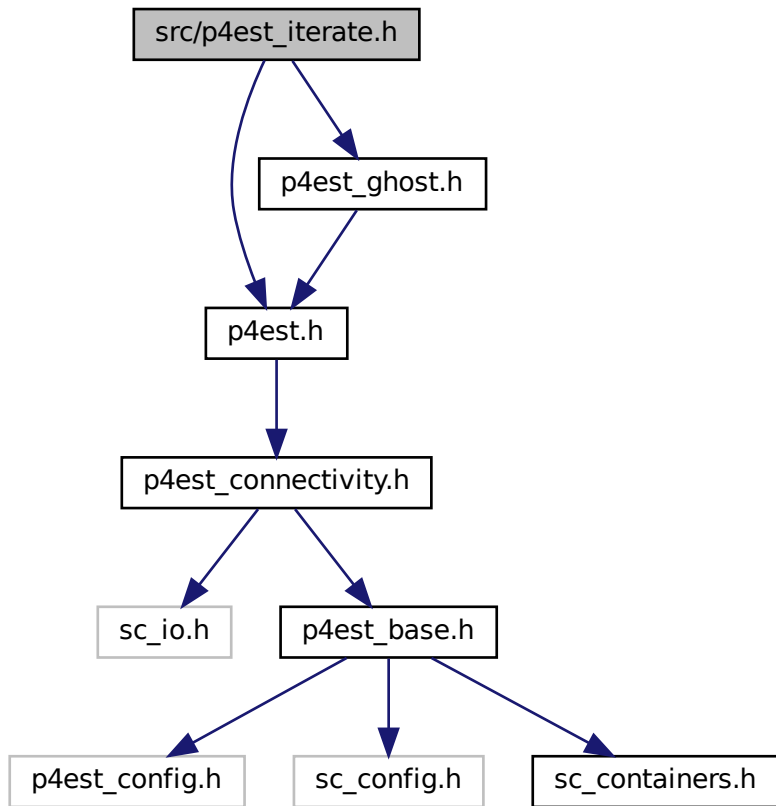 src/p4est_iterate.h
p4est_ghost.h
p4est.h
p4est_connectivity.h
sc_io.h
p4est_base.h
p4est_config.h
sc_config.h
sc_containers.h